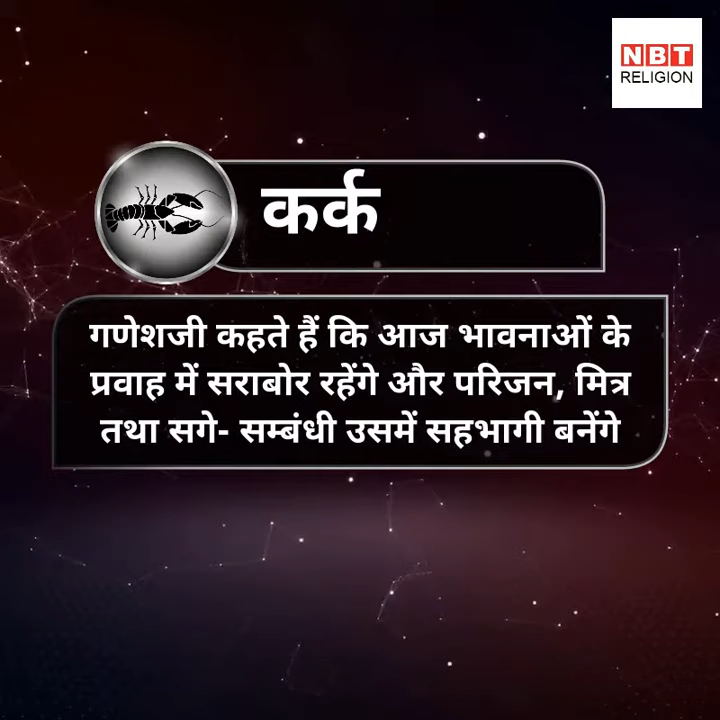 NBT
RELIGION
कर्क
गणेशजी कहते हैं कि आज भावनाओं के
प्रवाह में सराबोर रहेंगे और परिजन, मित्र
तथा सगे- सम्बंधी उसमें सहभागी बनेंगे